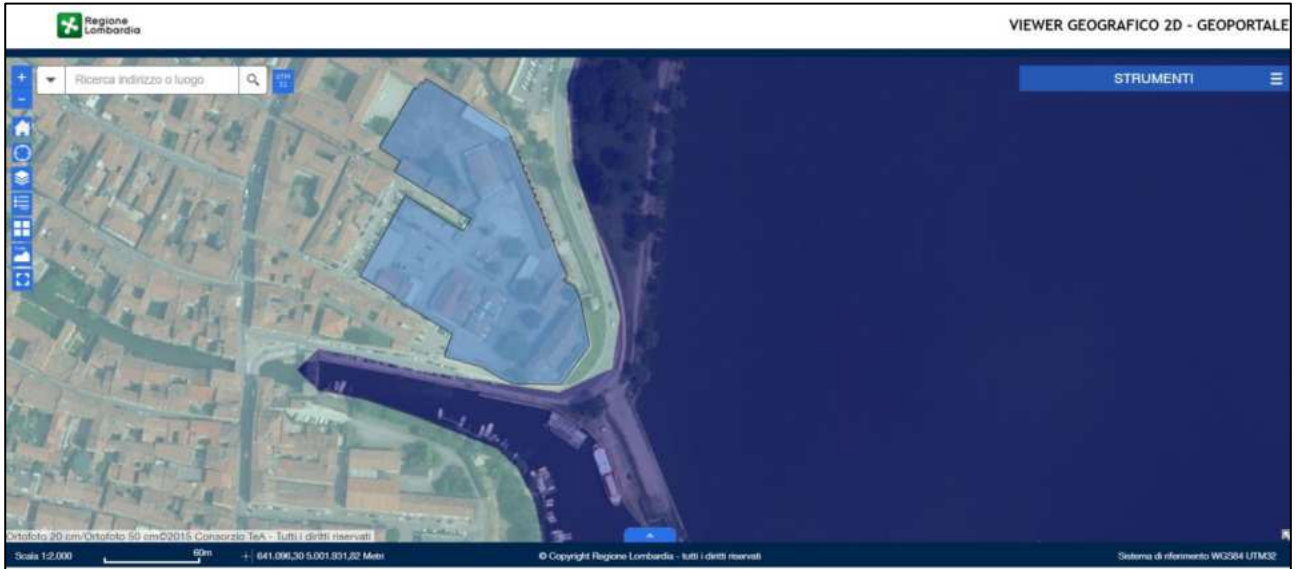 Regione
Lombardia
VIEWER GEOGRAFICO 2D - GEOPORTALE
+
Ricerca indirizzo o luogo
UTM
32
STRUMENTI
-
Ortofoto 20 cm/Ortofoto 50 cm©2015 Consorzio TeA - Tutti i diritti riservati
Scala 1:2.000
60m
641.096,30 5.001.931,82 Metri
© Copyright Regione Lombardia - tutti i diritti riservati
Sistema di riferimento WGS84 UTM32